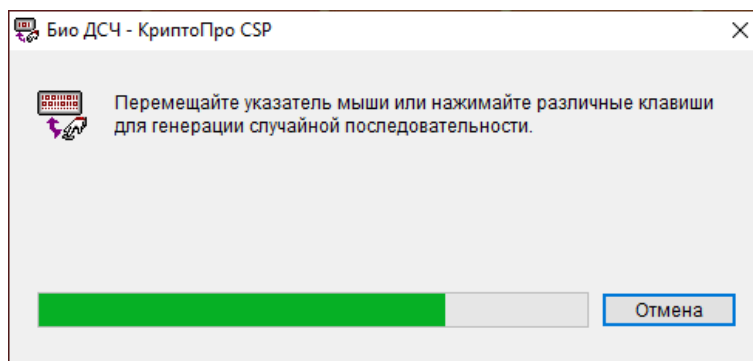 Био ДСЧ - КриптоПро CSP
Перемещайте указатель мыши или нажимайте различные клавиши
для генерации случайной последовательности.
Отмена